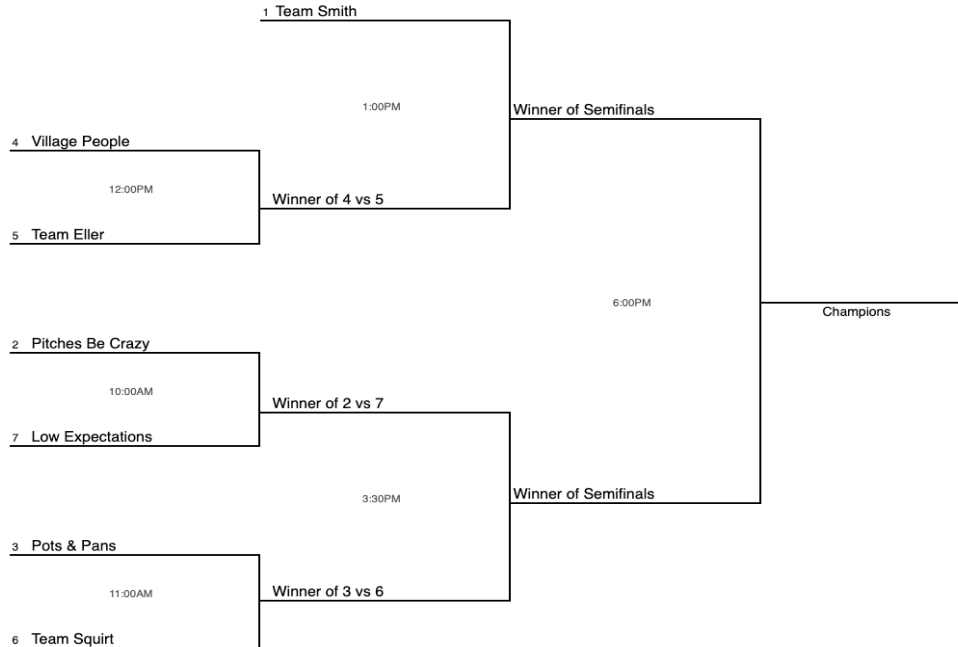 1 Team Smith
1:00PM
Winner of Semifinals
4 Village People
12:00PM
Winner of 4 vs 5
5 Team Eller
6:00PM
Champions
2 Pitches Be Crazy
10:00AM
Winner of 2 vs 7
7 Low Expectations
3:30PM
Winner of Semifinals
3 Pots & Pans
11:00AM
Winner of 3 vs 6
6 Team Squirt